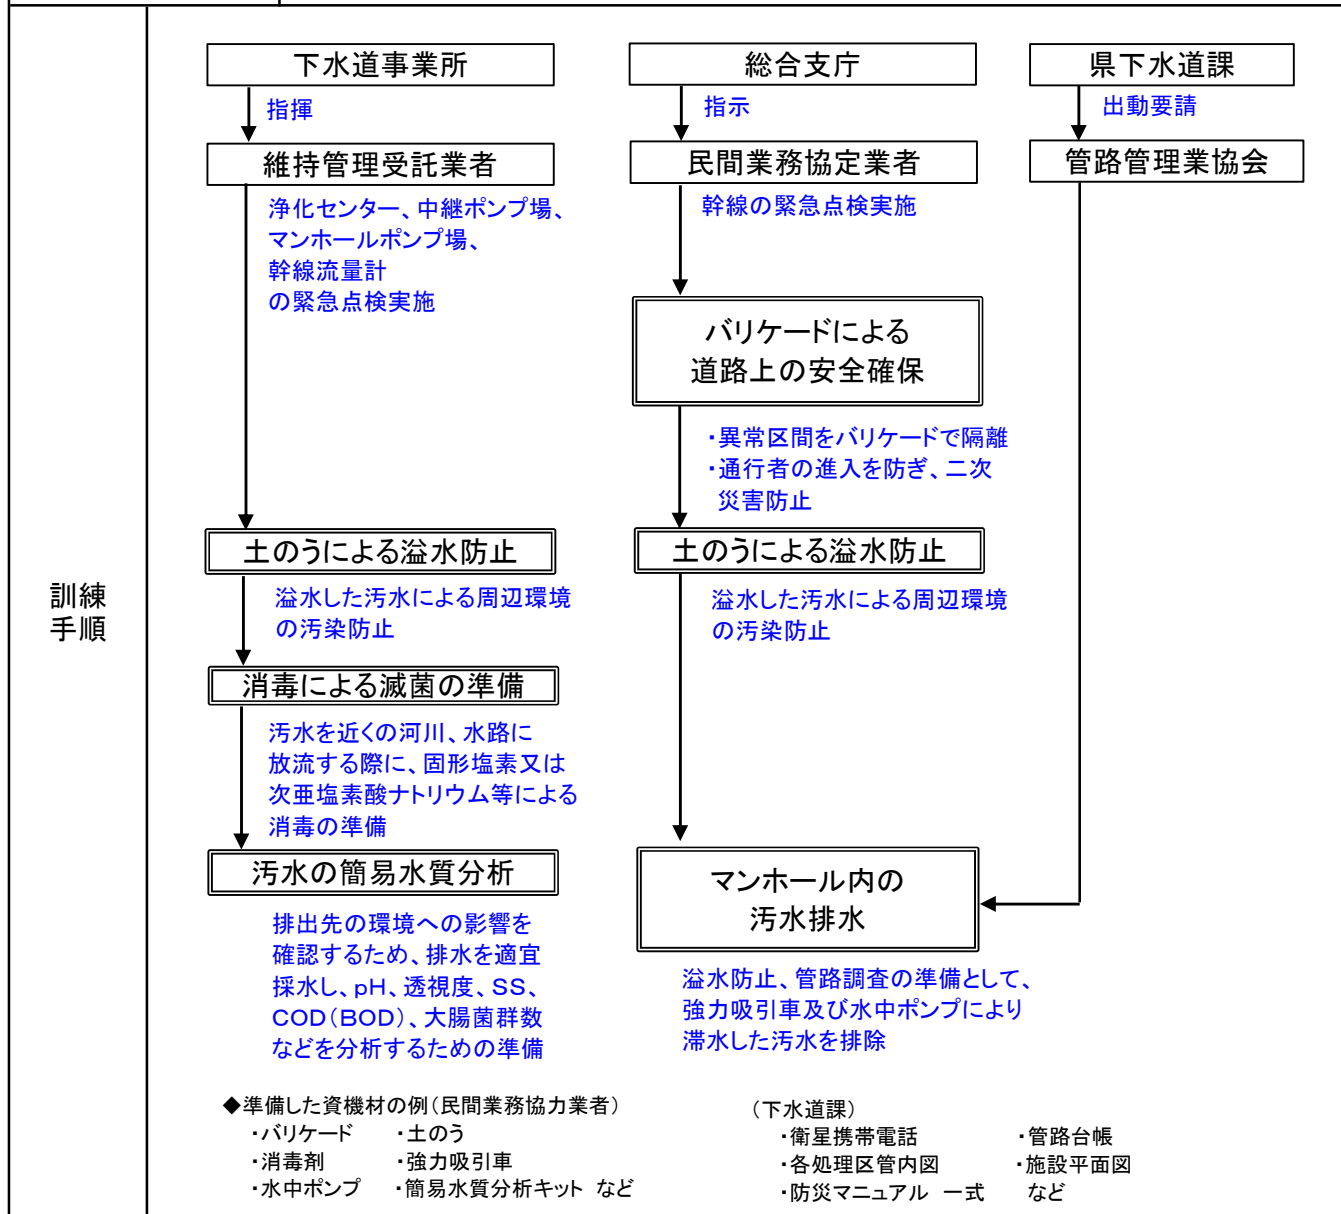 訓練
手順
下水道事業所
指揮
維持管理受託業者
浄化センター、中継ポンプ場、
マンホールポンプ場、
幹線流量計
の緊急点検実施
土のうによる溢水防止
溢水した汚水による周辺環境
の汚染防止
消毒による滅菌の準備
汚水を近くの河川、水路に
放流する際に、固形塩素又は
次亜塩素酸ナトリウム等による
消毒の準備
汚水の簡易水質分析
排出先の環境への影響を
確認するため、排水を適宜
採水し、pH、透視度、SS、
COD(BOD)、大腸菌群数
などを分析するための準備
総合支庁
指示
民間業務協定業者
幹線の緊急点検実施
バリケードによる
道路上の安全確保
・異常区間をバリケードで隔離
・通行者の進入を防ぎ、二次
災害防止
土のうによる溢水防止
溢水した汚水による周辺環境
の汚染防止
マンホール内の
汚水排水
溢水防止、管路調査の準備として、
強力吸引車及び水中ポンプにより
滞水した汚水を排除
県下水道課
出動要請
管路管理業協会
◆準備した資機材の例(民間業務協力業者)
・バリケード ・土のう
・消毒剤 ・強力吸引車
・水中ポンプ ・簡易水質分析キット など
(下水道課)
・衛星携帯電話 ・管路台帳
・各処理区管内図 ・施設平面図
・防災マニュアル 一式 など